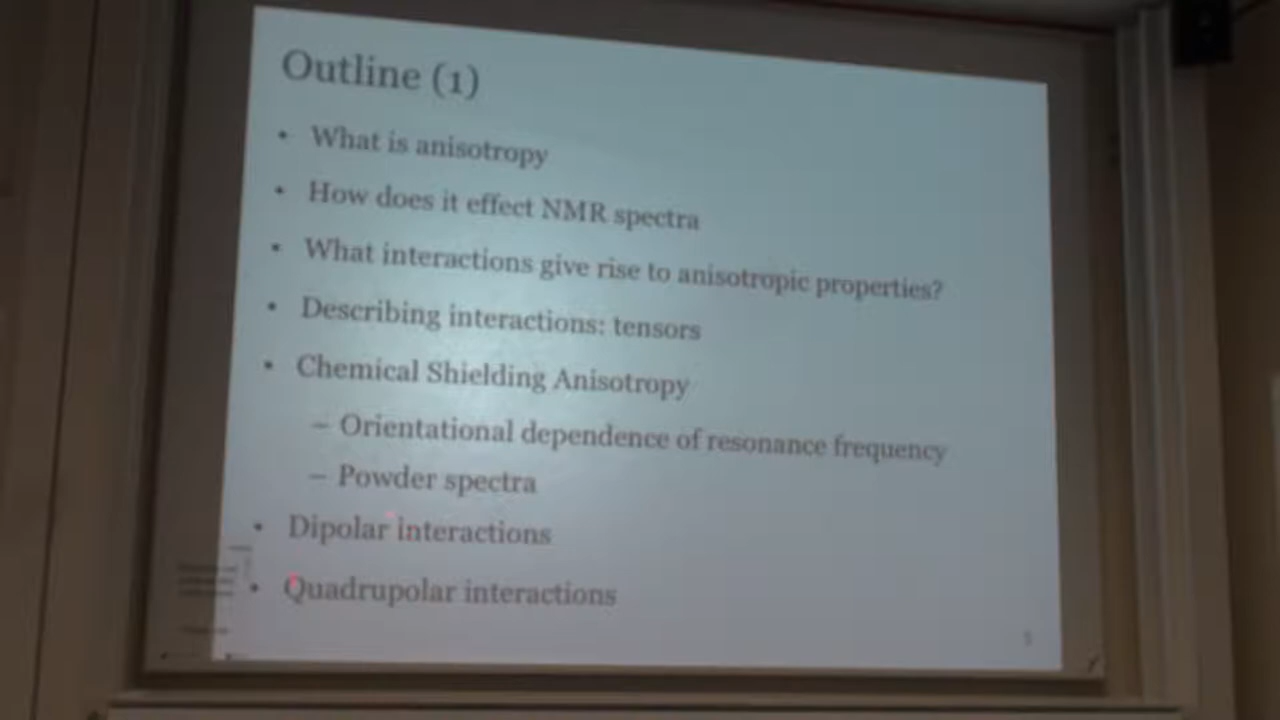 Outline (1)
• What is anisotropy
• How does it effect NMR spectra
• What interactions give rise to anisotropic properties?
• Describing interactions: tensors
• Chemical Shielding Anisotropy
– Orientational dependence of resonance frequency
– Powder spectra
• Dipolar interactions
• Quadrupolar interactions